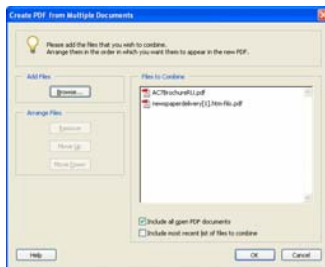 Create PDF from Multiple Documents
Please add the files that you wish to combine.
Arrange them in the order in which you want them to appear in the new PDF.
Add Files
Browse...
Arrange Files
Remove
Move Up
Move Down
Files to Combine
newspaperdelivery[1].htm-filo.pdf
Include all open PDF documents
Include most recent list of files to combine
Help
OK
Cancel